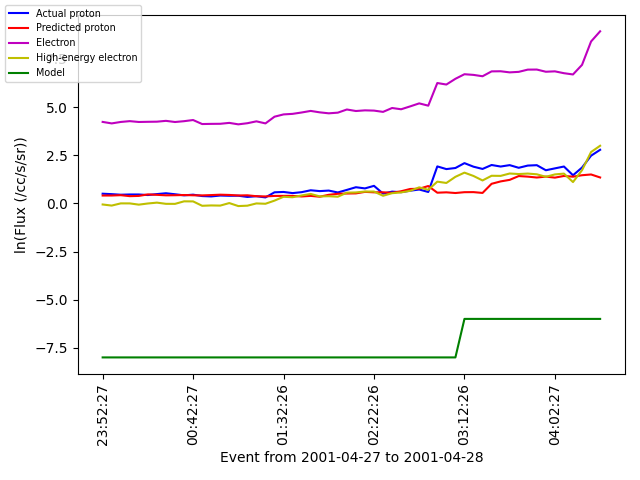 Actual proton
Predicted proton
Electron
High-energy electron
Model
5.0
2.5
0.0
−2.5
−5.0
−7.5
ln(Flux (/cc/s/sr))
23:52:27
00:42:27
01:32:26
02:22:26
03:12:26
04:02:27
Event from 2001-04-27 to 2001-04-28